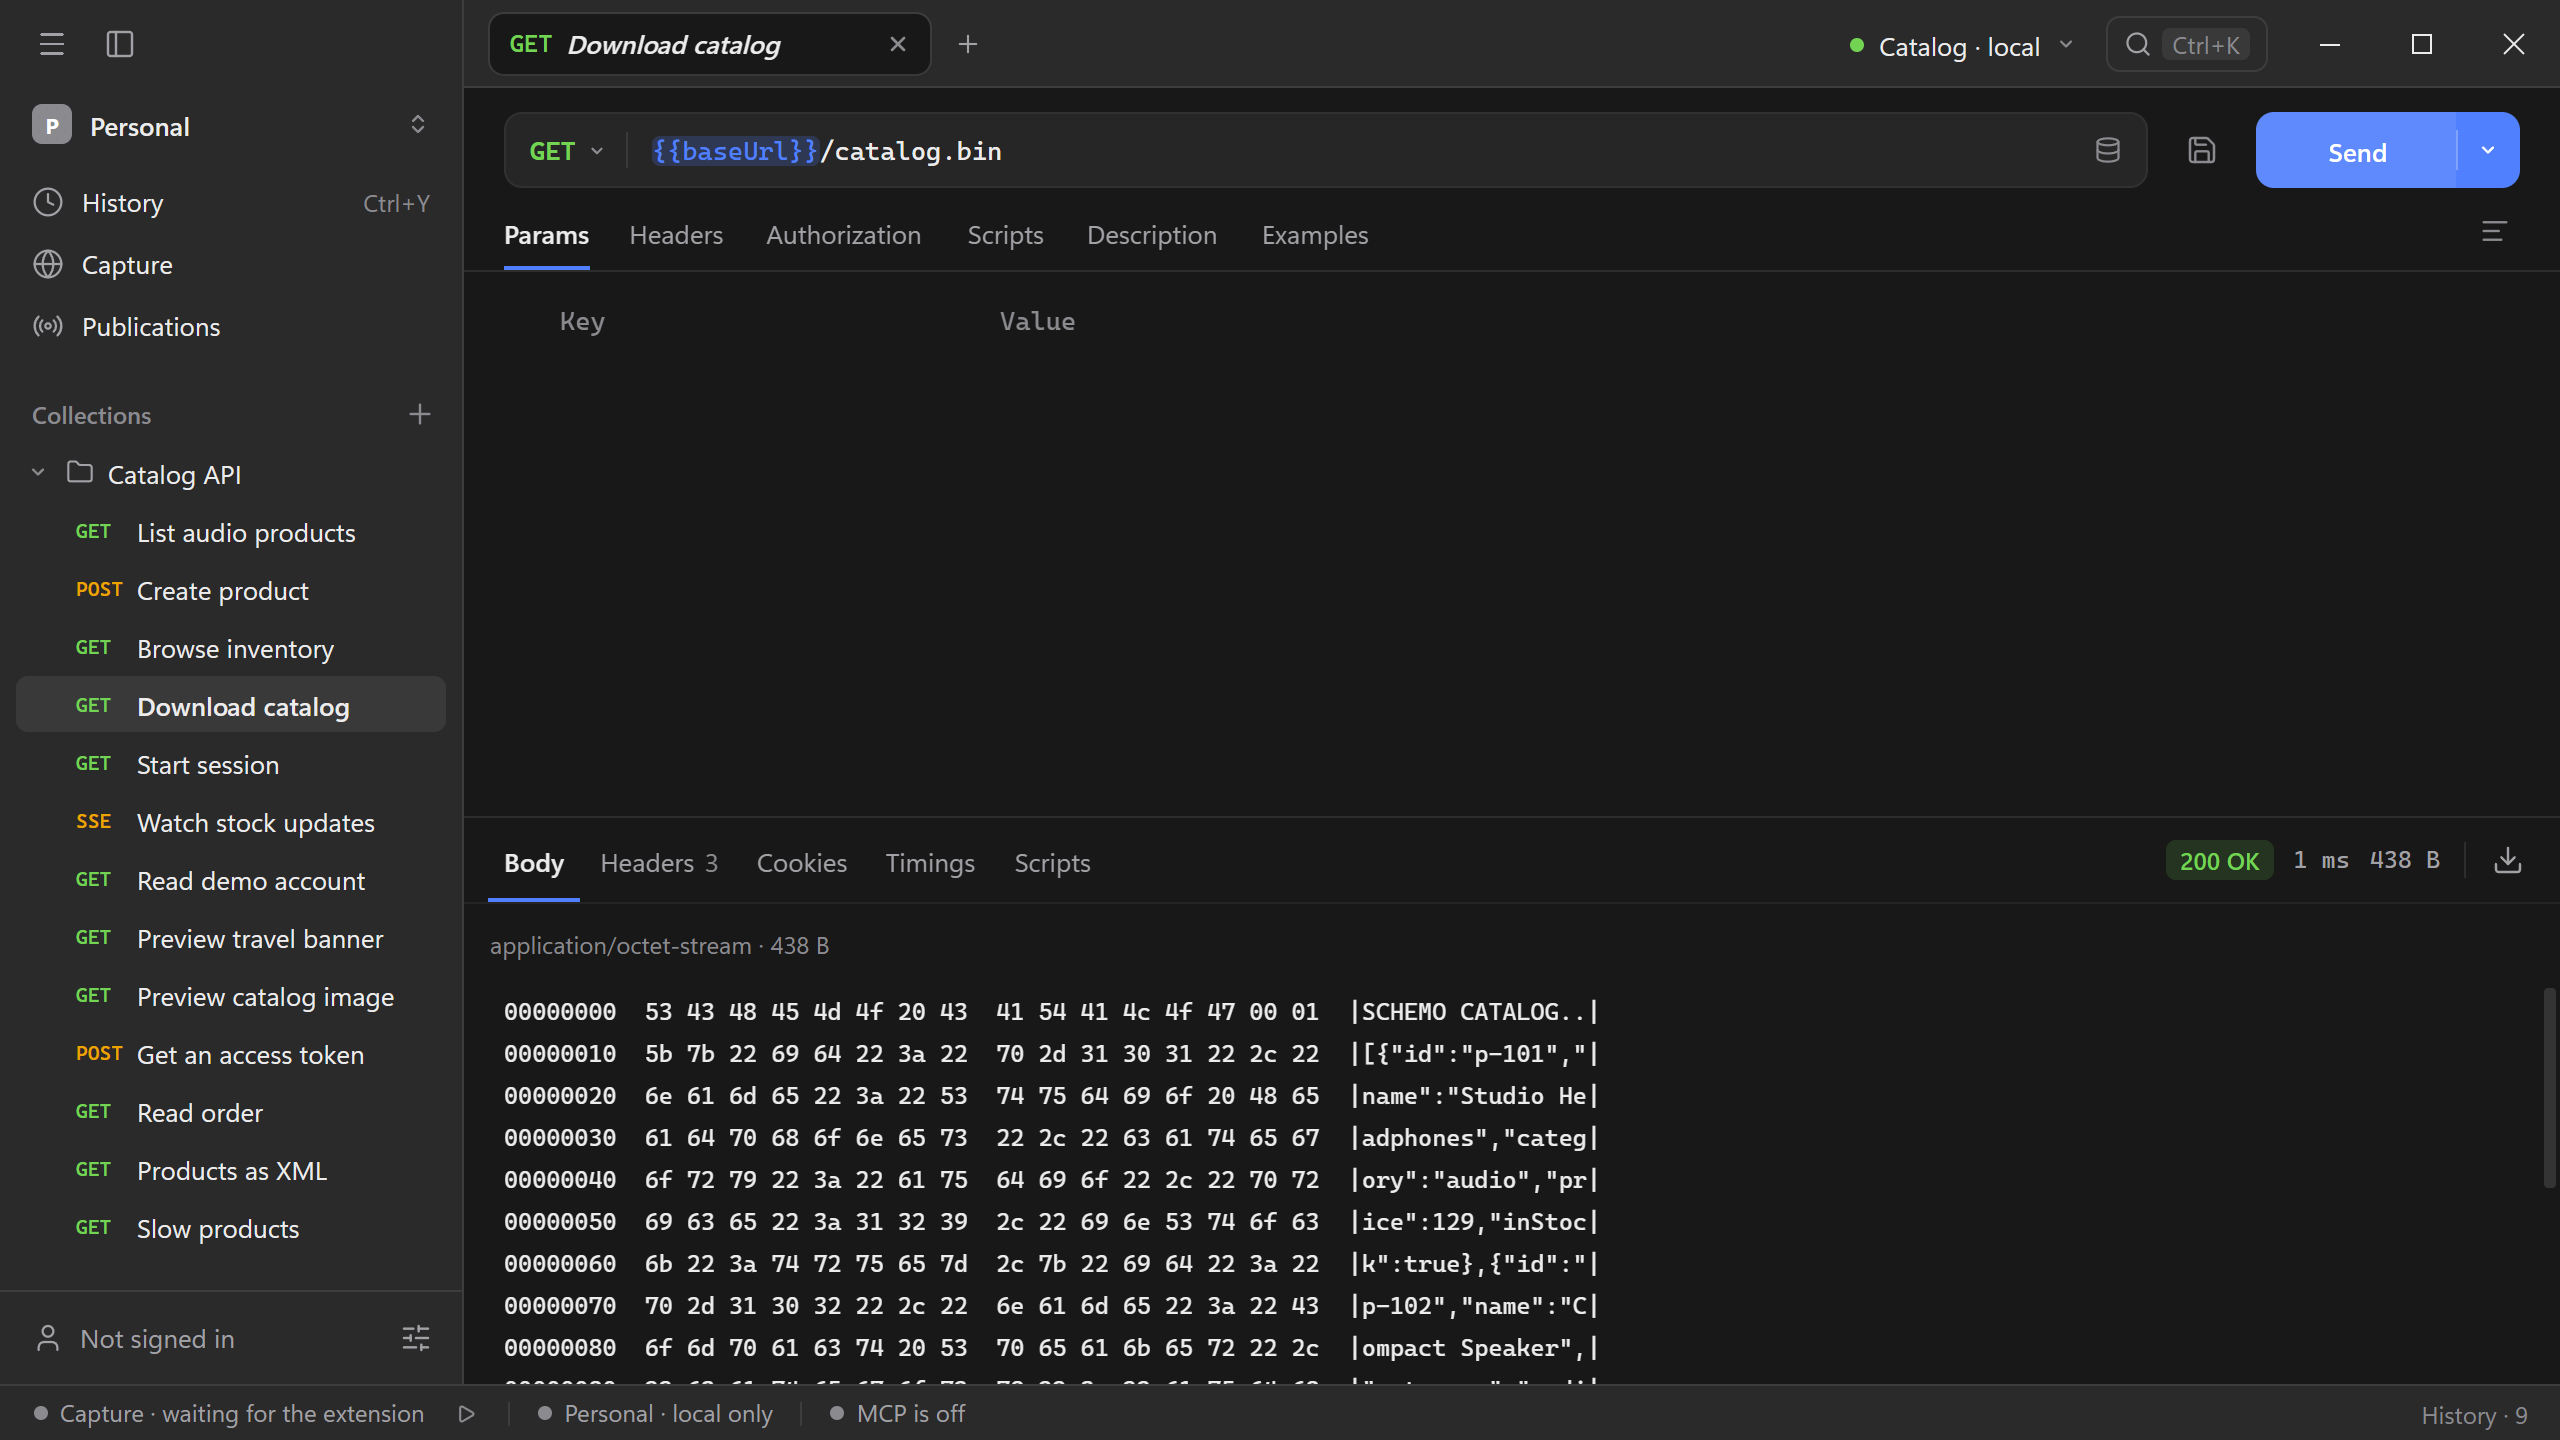 GET Download catalog
Catalog · local
Ctrl+K
P Personal
History Ctrl+Y
Capture
Publications
Collections
Catalog API
GET List audio products
POST Create product
GET Browse inventory
GET Download catalog
GET Start session
SSE Watch stock updates
GET Read demo account
GET Preview travel banner
GET Preview catalog image
POST Get an access token
GET Read order
GET Products as XML
GET Slow products
Not signed in
GET {{baseUrl}}/catalog.bin
Send
Params Headers Authorization Scripts Description Examples
Key Value
Body Headers 3 Cookies Timings Scripts
200 OK 1 ms 438 B
application/octet-stream · 438 B
00000000 53 43 48 45 4d 4f 20 43 41 54 41 4c 4f 47 00 01 |SCHEMO CATALOG..|
00000010 5b 7b 22 69 64 22 3a 22 70 2d 31 30 31 22 2c 22 |[{"id":"p-101","|
00000020 6e 61 6d 65 22 3a 22 53 74 75 64 69 6f 20 48 65 |name":"Studio He|
00000030 61 64 70 68 6f 6e 65 73 22 2c 22 63 61 74 65 67 |adphones","categ|
00000040 6f 72 79 22 3a 22 61 75 64 69 6f 22 2c 22 70 72 |ory":"audio","pr|
00000050 69 63 65 22 3a 31 32 39 2c 22 69 6e 53 74 6f 63 |ice":129,"inStoc|
00000060 6b 22 3a 74 72 75 65 7d 2c 7b 22 69 64 22 3a 22 |k":true},{"id":"|
00000070 70 2d 31 30 32 22 2c 22 6e 61 6d 65 22 3a 22 43 |p-102","name":"C|
00000080 6f 6d 70 61 63 74 20 53 70 65 61 6b 65 72 22 2c |ompact Speaker",|
Capture · waiting for the extension
Personal · local only
MCP is off
History · 9